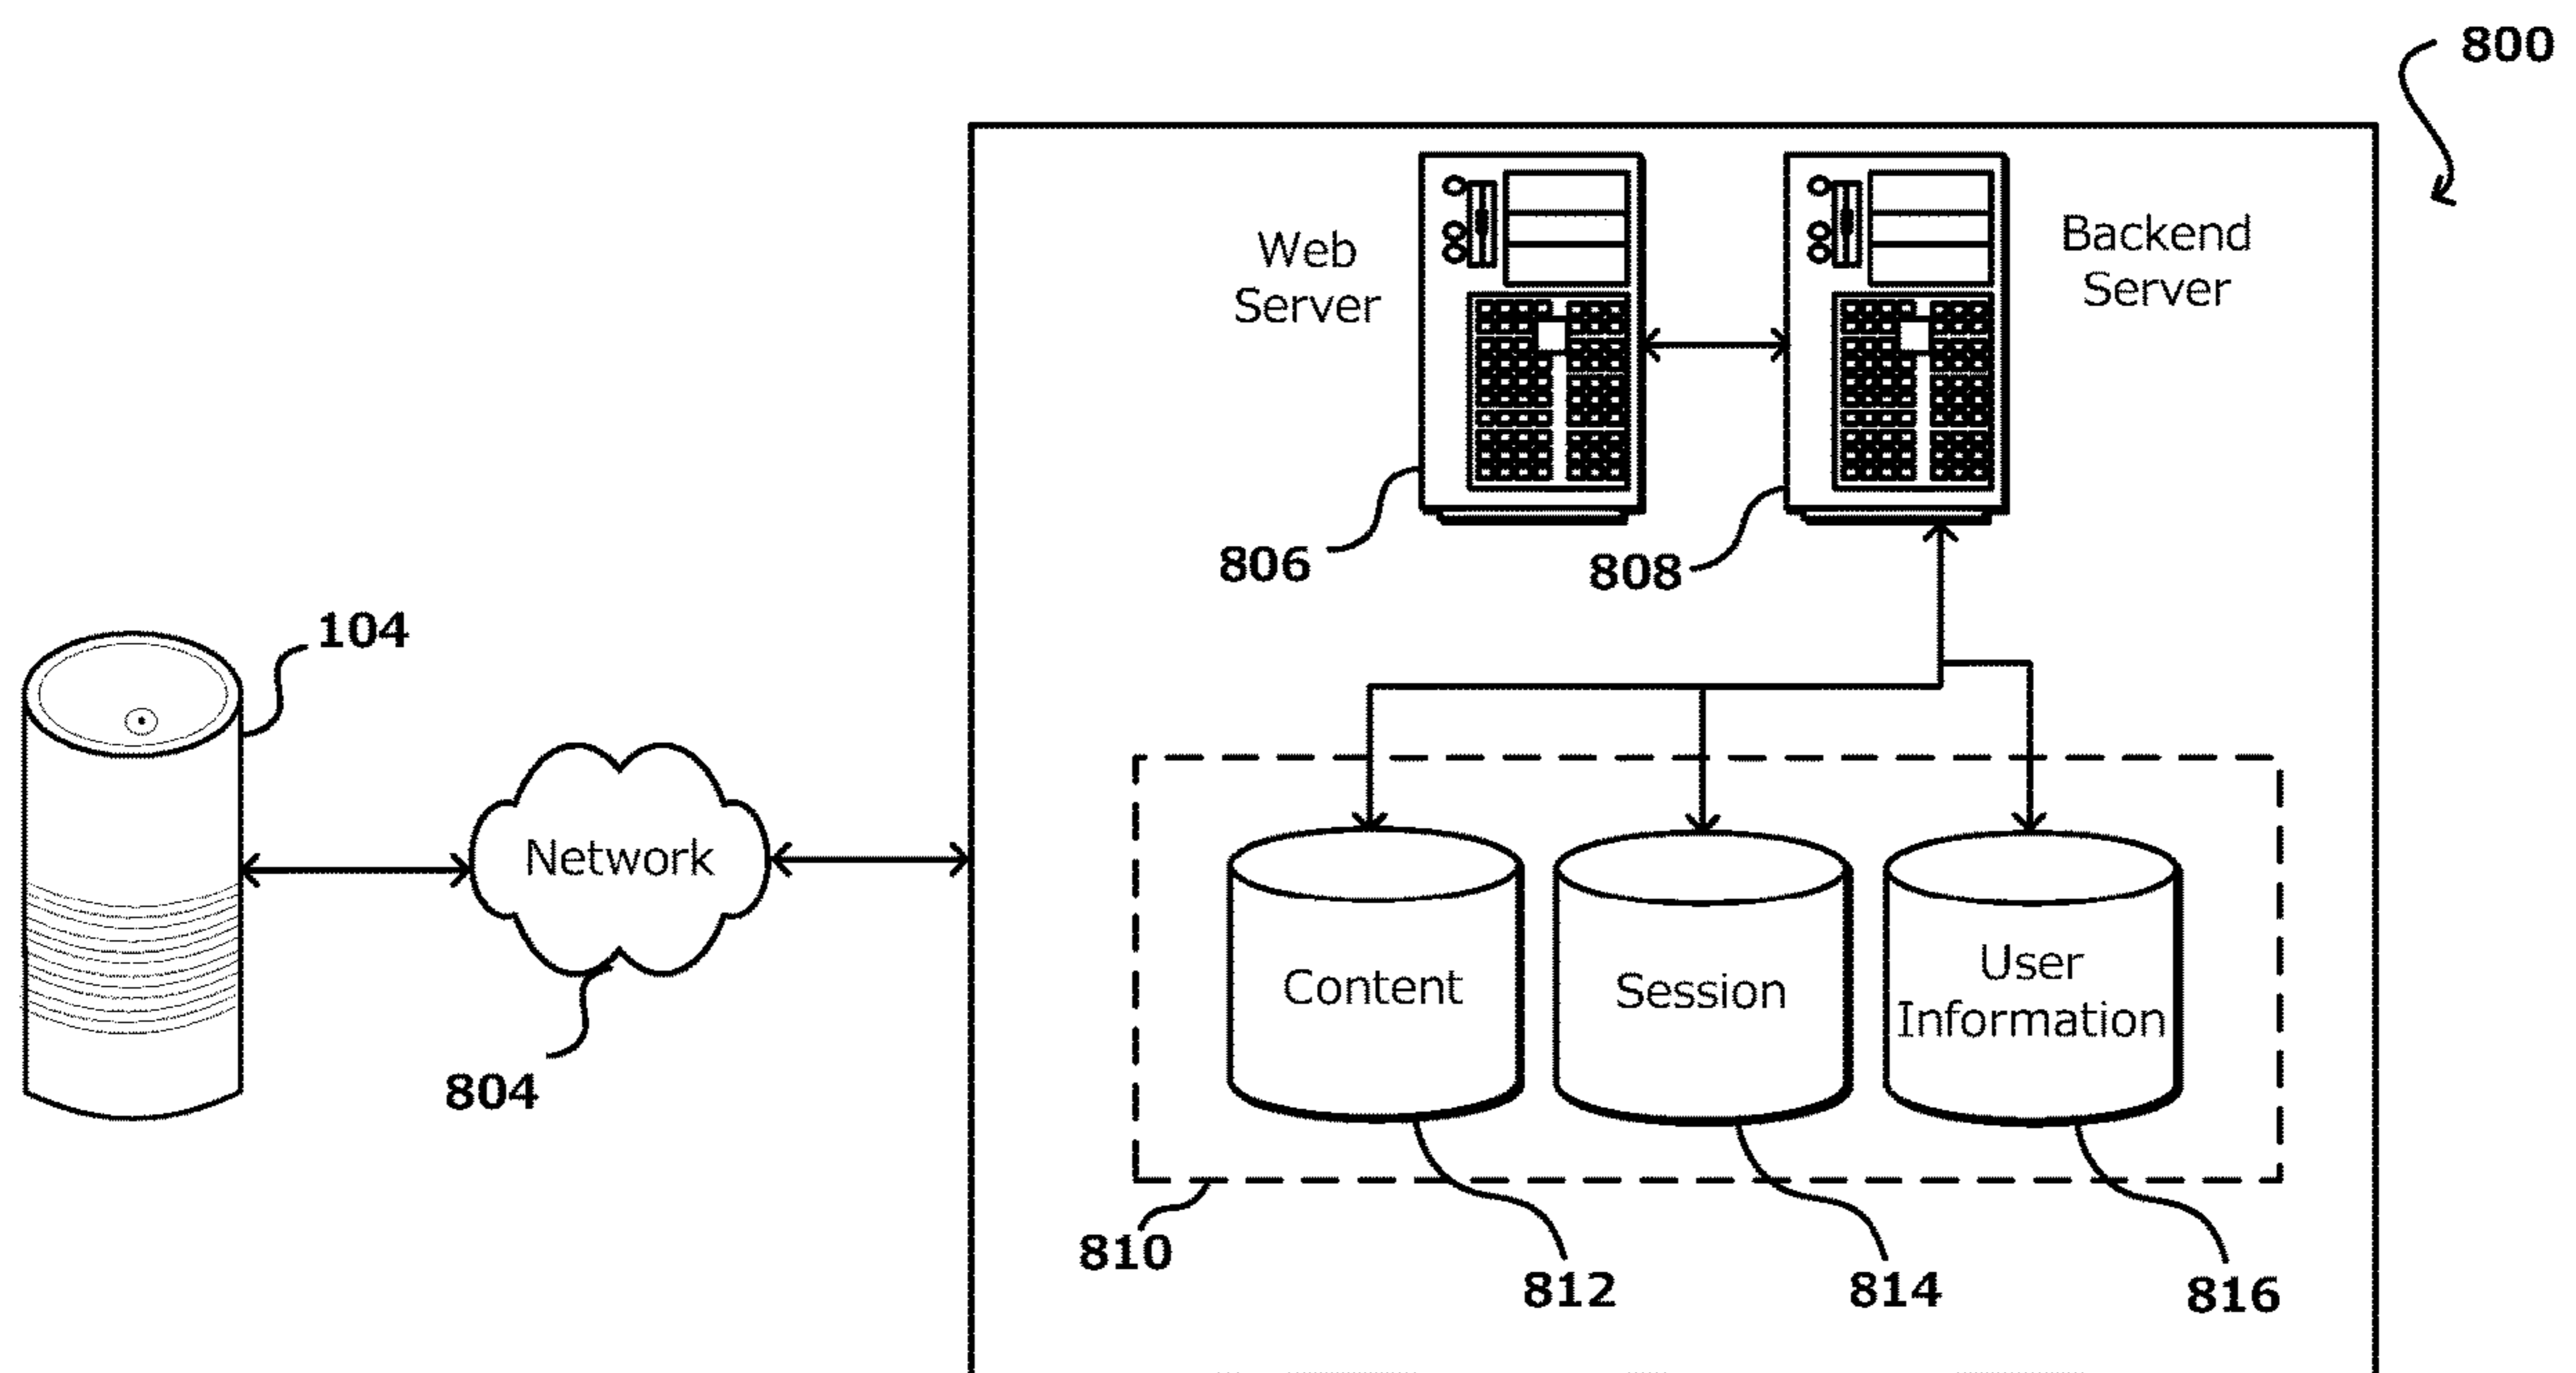 800
Web
Server
Backend
Server
806
808
104
Network
804
Content
Session
User
Information
810
812
814
816